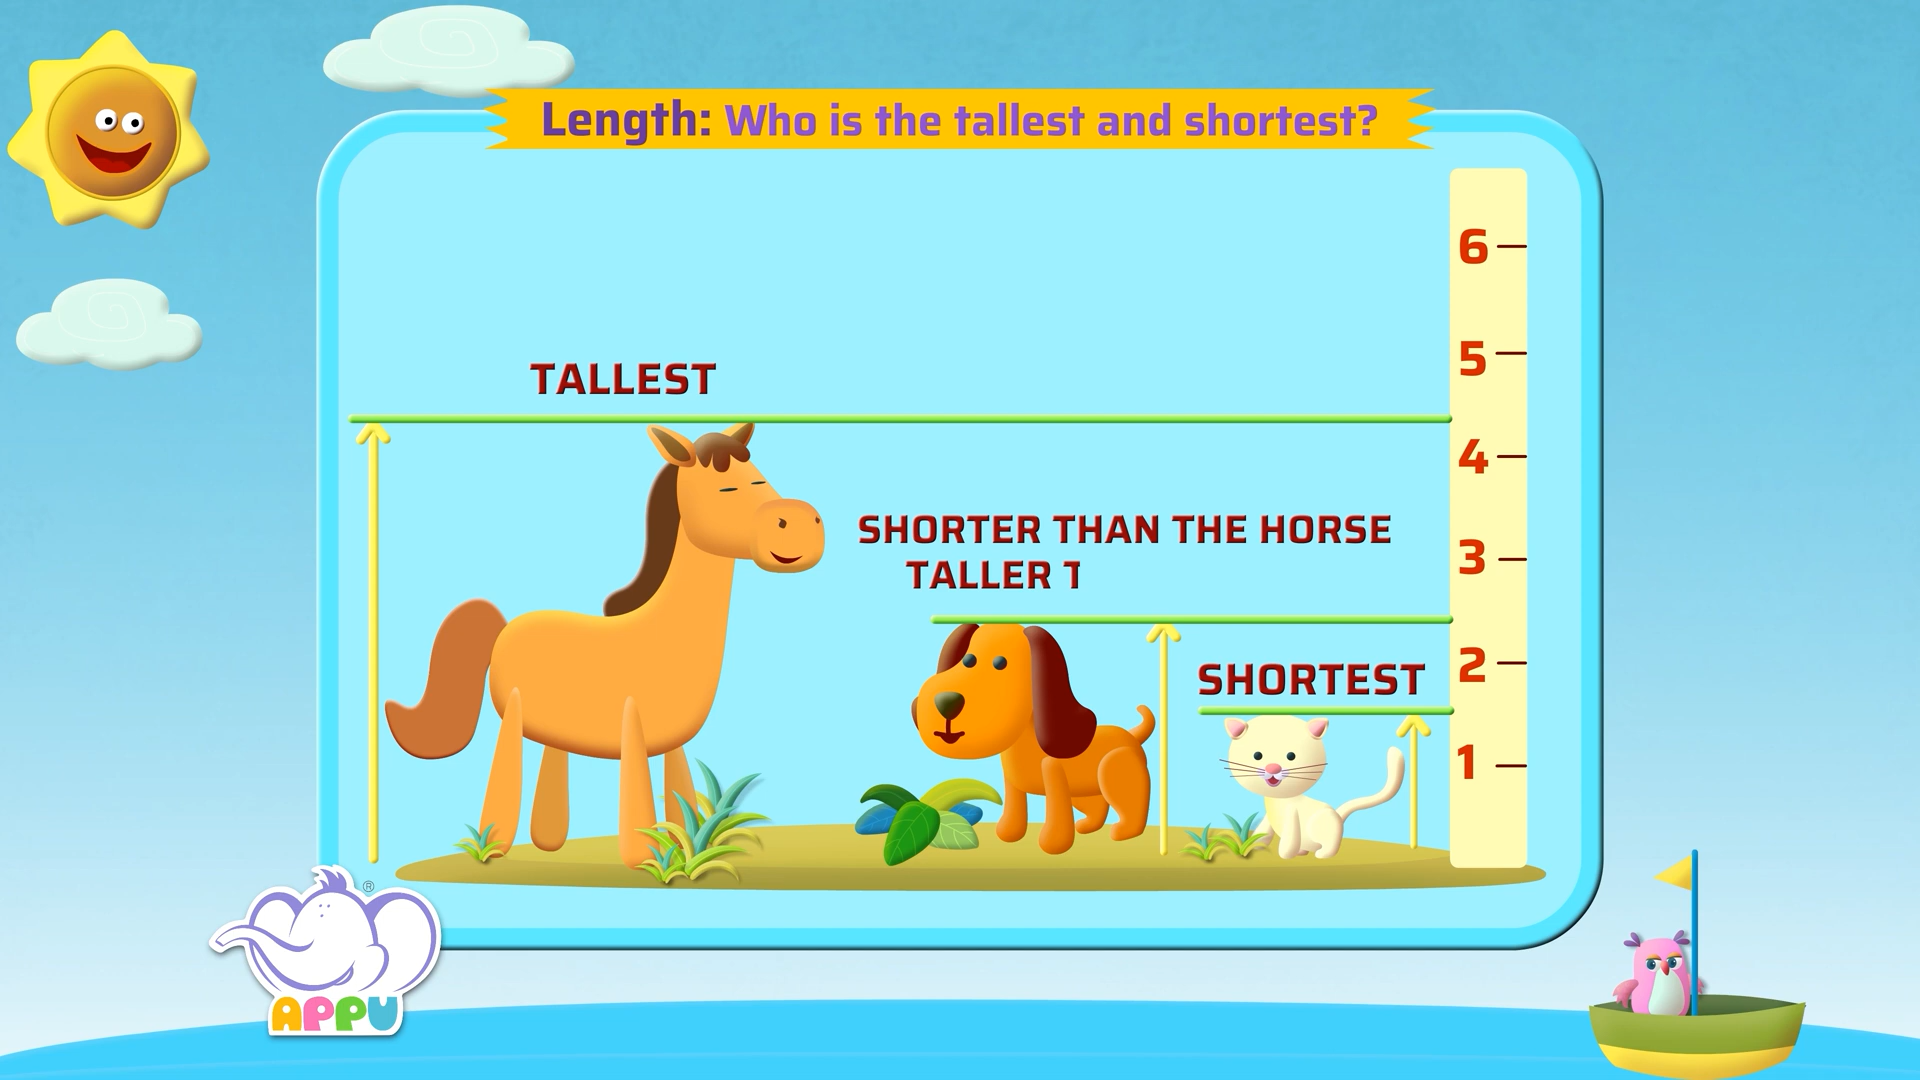 Length: Who is the tallest and shortest?
TALLEST
SHORTER THAN THE HORSE
TALLER T
SHORTEST
6
5
4
3
2
1
®
APPU